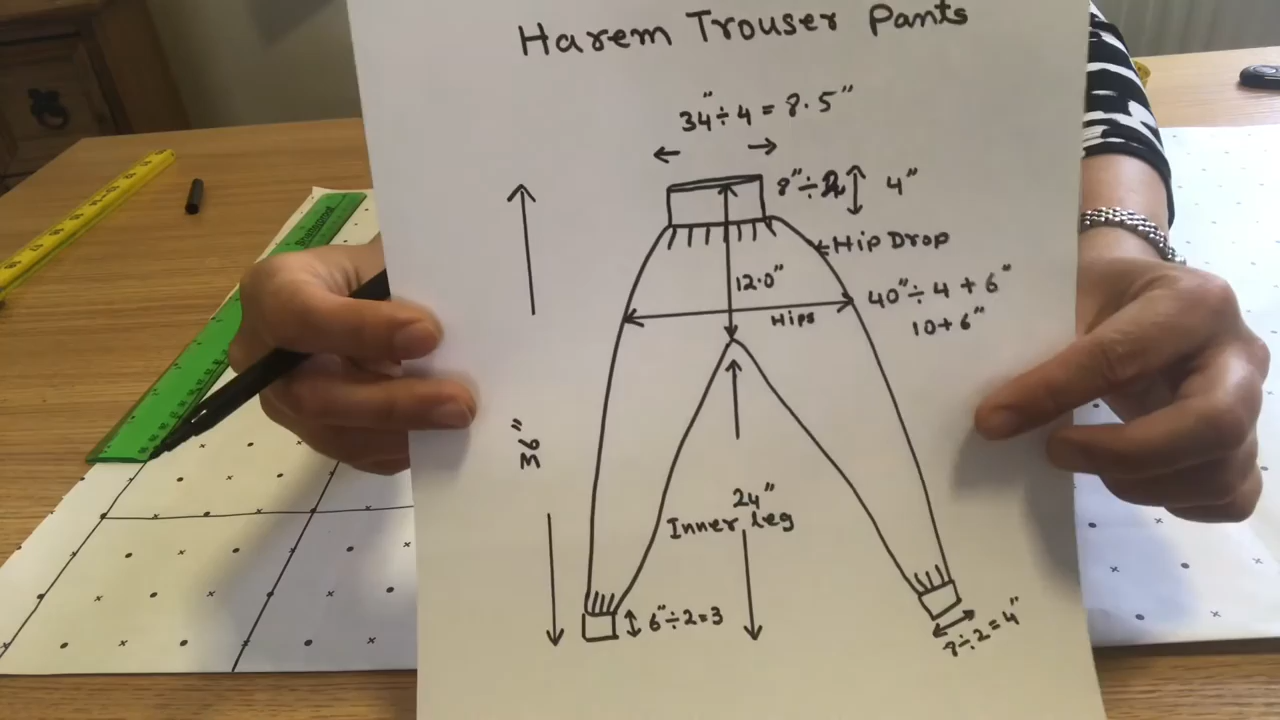 Harem Trouser Pants
34" ÷ 4 = 8.5"
8" ÷ 2 4"
Hip Drop
12.0"
40" ÷ 4 + 6"
Hips
10 + 6"
36"
24"
Inner Leg
6" ÷ 2 = 3
8 ÷ 2 = 4"